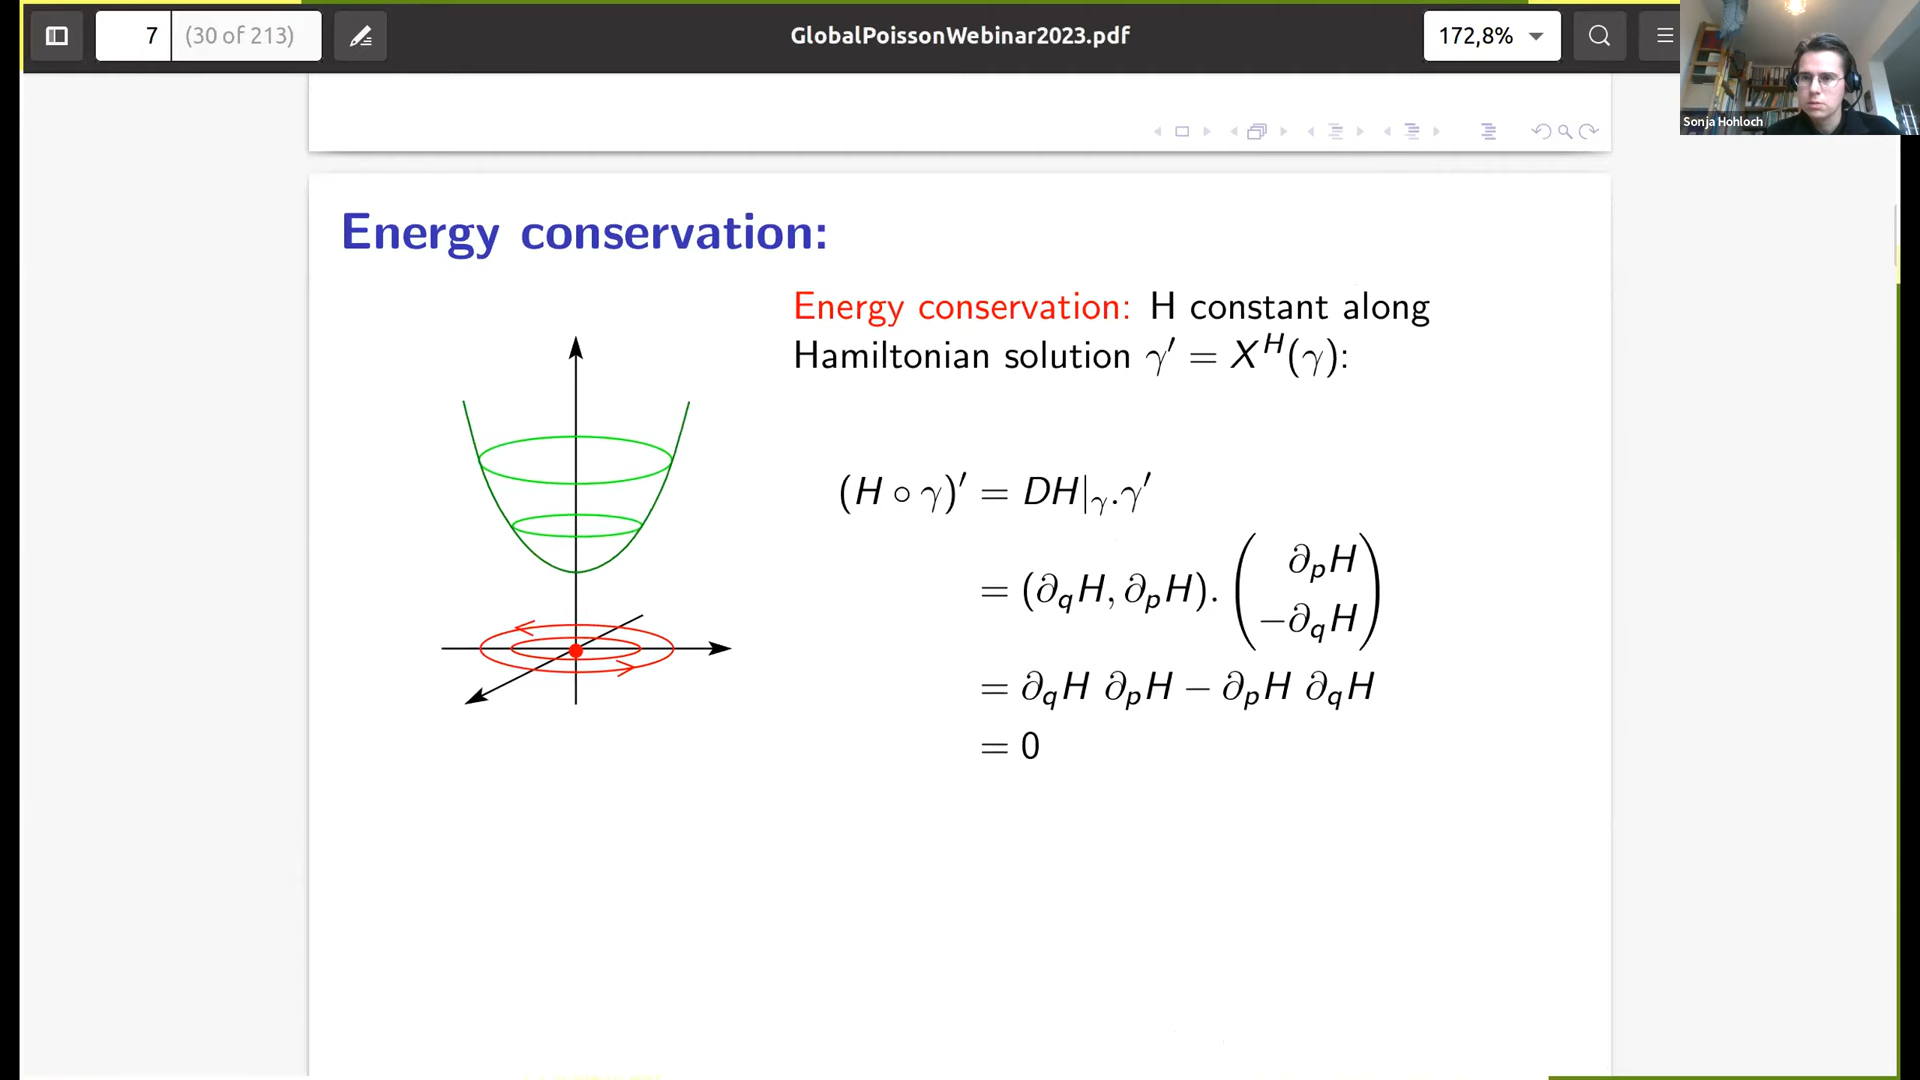 7 (30 of 213)
GlobalPoissonWebinar2023.pdf
172,8%
Sonja Hohloch
Energy conservation:
Energy conservation: H constant along
Hamiltonian solution γ′ = X^H(γ):
(H ∘ γ)′ = DH|_γ.γ′
= (∂_qH, ∂_pH). (∂_pH
−∂_qH)
= ∂_qH ∂_pH − ∂_pH ∂_qH
= 0